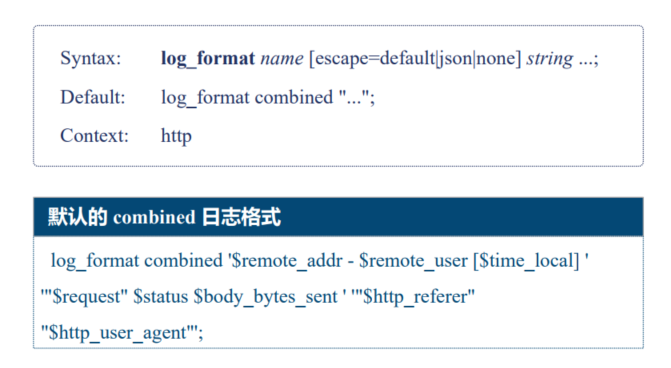 Syntax: log_format name [escape=default|json|none] string ...;
Default: log_format combined "...";
Context: http
默认的 combined 日志格式
log_format combined '$remote_addr - $remote_user [$time_local] '
'"$request" $status $body_bytes_sent ' '"$http_referer"
"$http_user_agent"';